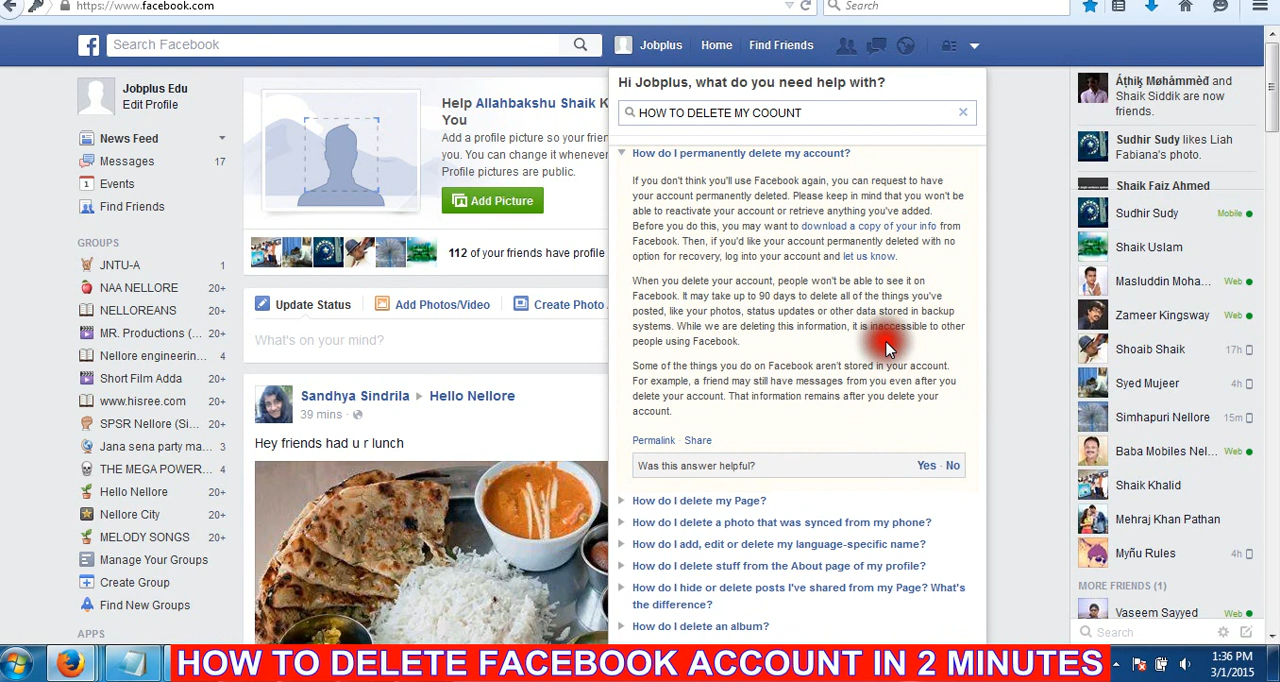 https://www.facebook.com
Search
Search Facebook
Jobplus
Home
Find Friends
Jobplus Edu
Edit Profile
News Feed
Messages 17
1 Events
Find Friends
GROUPS
JNTU-A 1
NAA NELLORE 20+
NELLOREANS 20+
MR. Productions (... 20+
Nellore engineerin... 4
Short Film Adda 20+
www.hisree.com 20+
SPSR Nellore (Si... 20+
Jana sena party ma... 3
THE MEGA POWER... 4
Hello Nellore 20+
Nellore City 20+
MELODY SONGS 20+
Manage Your Groups
Create Group
Find New Groups
APPS
Help Allahbakshu Shaik K
You
Add a profile picture so your frien
you. You can change it wheneve
Profile pictures are public.
Add Picture
112 of your friends have profile
Update Status
Add Photos/Video
Create Photo
What's on your mind?
Sandhya Sindrila ▸ Hello Nellore
39 mins ·
Hey friends had u r lunch
Hi Jobplus, what do you need help with?
HOW TO DELETE MY COOUNT
How do I permanently delete my account?
If you don't think you'll use Facebook again, you can request to have
your account permanently deleted. Please keep in mind that you won't be
able to reactivate your account or retrieve anything you've added.
Before you do this, you may want to download a copy of your info from
Facebook. Then, if you'd like your account permanently deleted with no
option for recovery, log into your account and let us know.
When you delete your account, people won't be able to see it on
Facebook. It may take up to 90 days to delete all of the things you've
posted, like your photos, status updates or other data stored in backup
systems. While we are deleting this information, it is inaccessible to other
people using Facebook.
Some of the things you do on Facebook aren't stored in your account.
For example, a friend may still have messages from you even after you
delete your account. That information remains after you delete your
account.
Permalink · Share
Was this answer helpful? Yes · No
How do I delete my Page?
How do I delete a photo that was synced from my phone?
How do I add, edit or delete my language-specific name?
How do I delete stuff from the About page of my profile?
How do I hide or delete posts I've shared from my Page? What's
the difference?
How do I delete an album?
Áţhiķ Møhámmèď and
Shaik Siddik are now
friends.
Sudhir Sudy likes Liah
Fabiana's photo.
Shaik Faiz Ahmed
Sudhir Sudy Mobile
Shaik Uslam
Masluddin Moha... Web
Zameer Kingsway Web
Shoaib Shaik 17h
Syed Mujeer 4h
Simhapuri Nellore 15m
Baba Mobiles Nel... Web
Shaik Khalid
Mehraj Khan Pathan
Myñu Rules 4h
MORE FRIENDS (1)
Vaseem Sayyed Web
Search
HOW TO DELETE FACEBOOK ACCOUNT IN 2 MINUTES
1:36 PM
3/1/2015